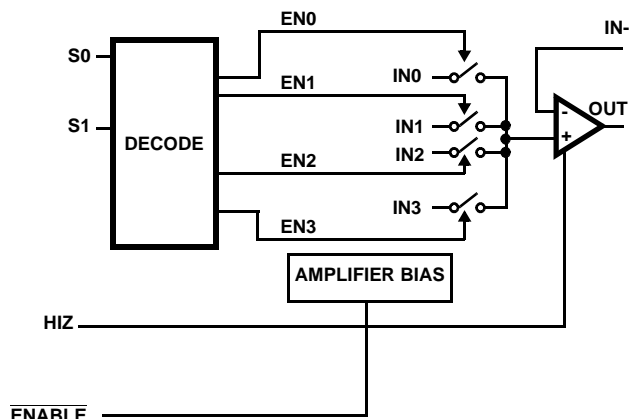 EN0
IN-
S0
IN0
EN1
OUT
S1
IN1
-
+
DECODE
IN2
EN2
IN3
EN3
AMPLIFIER BIAS
HIZ
ENABLE